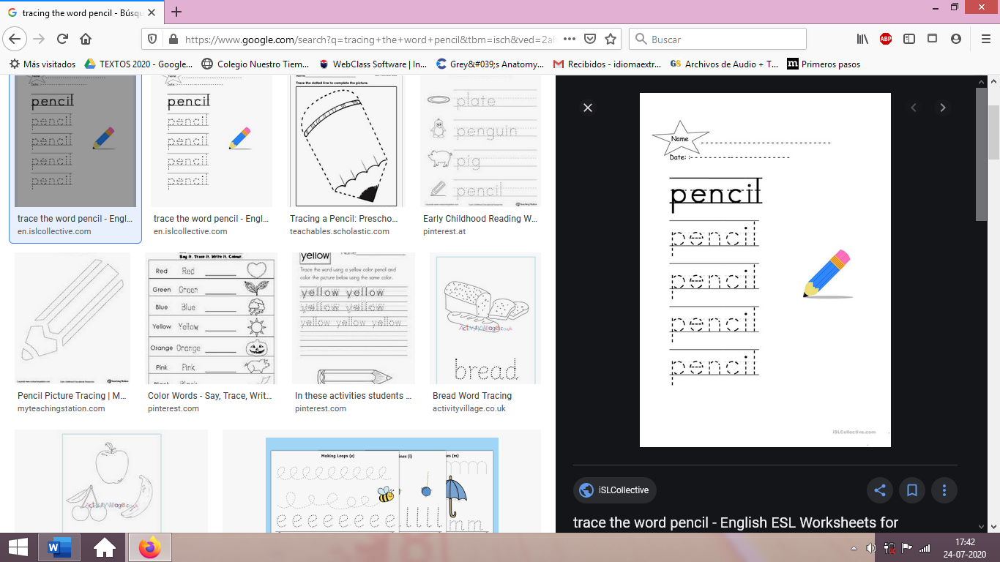 tracing the word pencil - Búsqu
https://www.google.com/search?q=tracing+the+word+pencil&tbm=isch&ved=2ah
Buscar
Más visitados
TEXTOS 2020 - Google...
Colegio Nuestro Tiem...
WebClass Software | In...
Grey&#039;s Anatomy...
Recibidos - idiomaextr...
Archivos de Audio + T...
Primeros pasos
Date:
pencil
pencil
pencil
pencil
pencil
trace the word pencil - Engl...
en.islcollective.com
Date:
pencil
pencil
pencil
pencil
pencil
trace the word pencil - Engl...
en.islcollective.com
Trace the dotted line to complete the picture.
Tracing a Pencil: Prescho...
teachables.scholastic.com
plate
penguin
pig
pencil
Early Childhood Reading W...
pinterest.at
Pencil Picture Tracing | M...
myteachingstation.com
Say it. Trace it. Write it. Colour.
Red Red
Green Green
Blue Blue
Yellow Yellow
Orange Orange
Pink Pink
Color Words - Say, Trace, Writ...
pinterest.com
yellow
Name
Trace the word using a yellow color pencil and
color the picture below using the same color.
yellow yellow
yellow yellow
yellow yellow yellow
In these activities students ...
pinterest.com
ActivityVillage.co.uk
bread
Bread Word Tracing
activityvillage.co.uk
ActivityVillage.co.uk
Making Loops (e)
ines (l)
es (m)
e e e e e e e
l l l l
m m
Name
Date: :
pencil
pencil
pencil
pencil
pencil
iSLCollective.com
iSLCollective
trace the word pencil - English ESL Worksheets for
17:42
24-07-2020